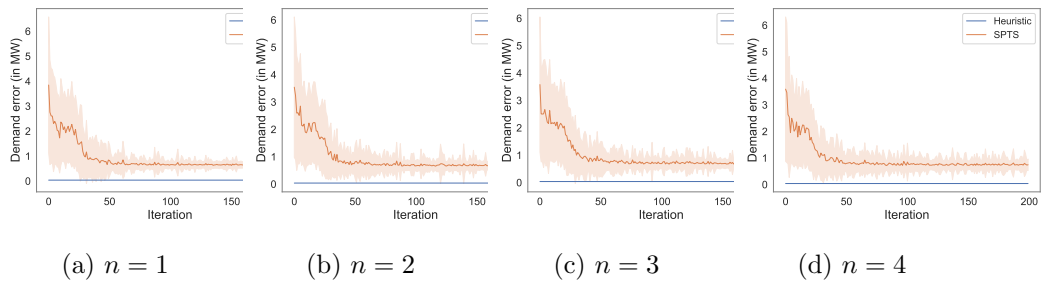 Demand error (in MW)
6
5
4
3
2
1
0
0 50 100 150
Iteration
(a) n = 1
Demand error (in MW)
6
5
4
3
2
1
0
0 50 100 150
Iteration
(b) n = 2
Demand error (in MW)
6
5
4
3
2
1
0
0 50 100 150
Iteration
(c) n = 3
Demand error (in MW)
6
5
4
3
2
1
0
0 50 100 150 200
Iteration
Heuristic
SPTS
(d) n = 4